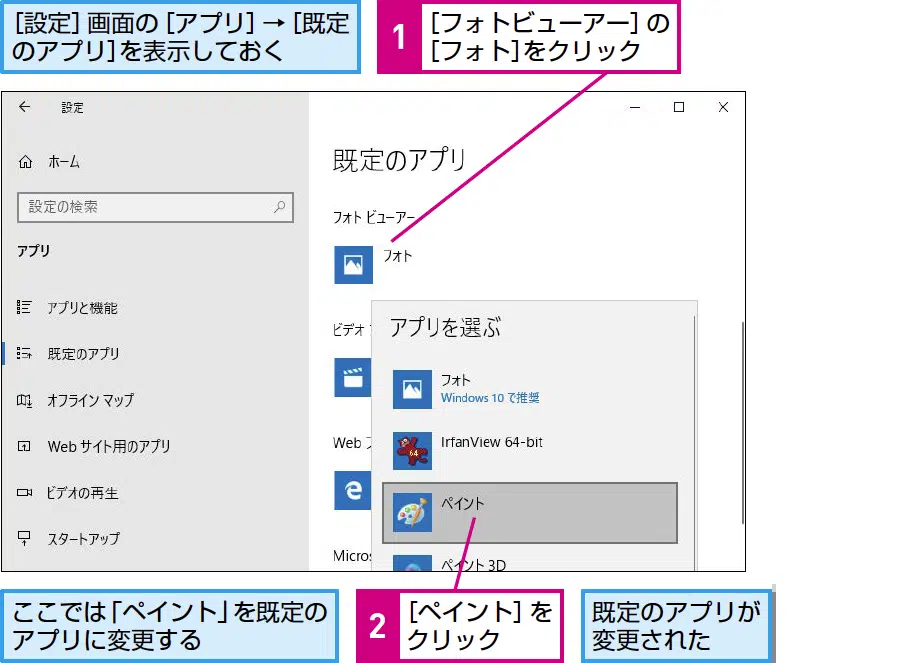 [設定] 画面の [アプリ] → [既定
のアプリ]を表示しておく
1
[フォトビューアー] の
[フォト]をクリック
設定
ホーム
設定の検索
アプリ
アプリと機能
既定のアプリ
オフライン マップ
Web サイト用のアプリ
ビデオの再生
スタートアップ
既定のアプリ
フォト ビューアー
フォト
ビデオ
Web
Micros
アプリを選ぶ
フォト
Windows 10 で推奨
64
IrfanView 64-bit
ペイント
ペイント 3D
ここでは「ペイント」を既定の
アプリに変更する
2
[ペイント] を
クリック
既定のアプリが
変更された